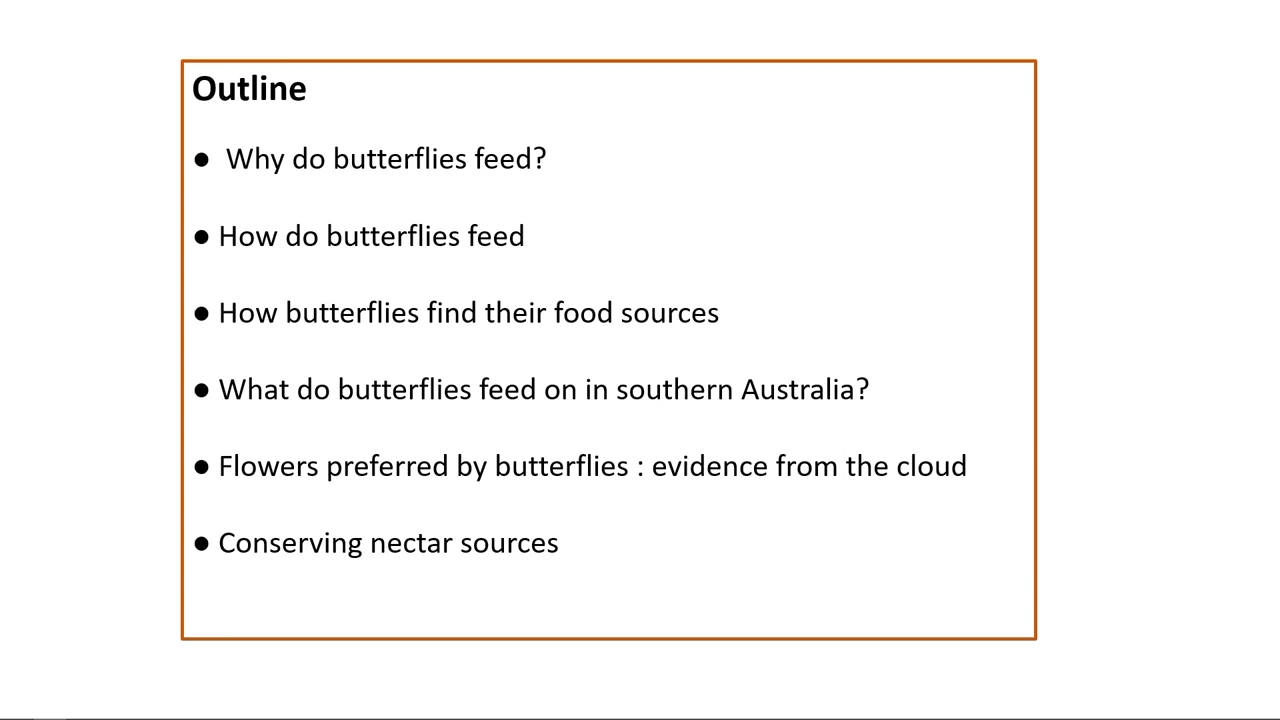 Outline
● Why do butterflies feed?
● How do butterflies feed
● How butterflies find their food sources
● What do butterflies feed on in southern Australia?
● Flowers preferred by butterflies : evidence from the cloud
● Conserving nectar sources